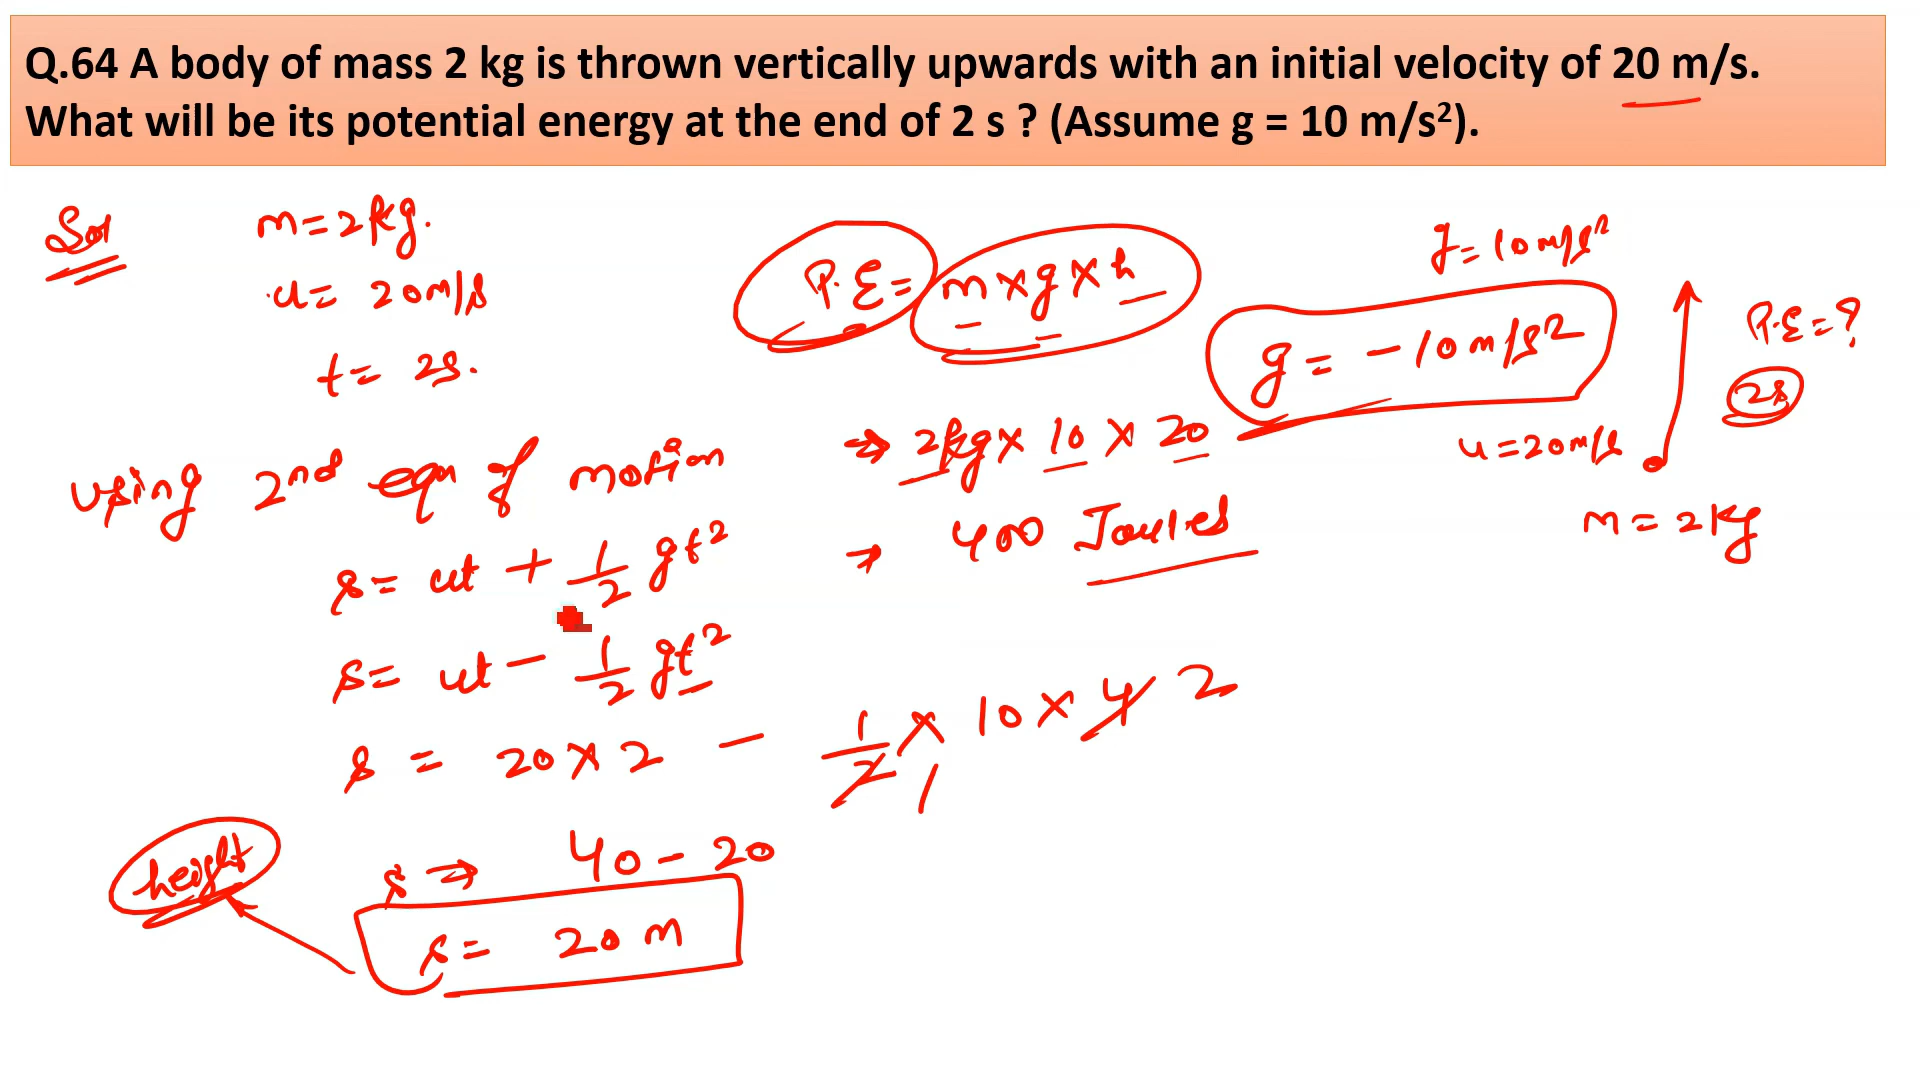 Q.64 A body of mass 2 kg is thrown vertically upwards with an initial velocity of 20 m/s.
What will be its potential energy at the end of 2 s ? (Assume g = 10 m/s²).
Sol
m = 2kg.
u = 20m/s
t = 2s.
P.E = m × g × h
g = 10 m/s²
g = -10 m/s²
P.E = ?
2s
u = 20m/s
m = 2kg
⇒ 2kg × 10 × 20
→ 400 Joules
using 2nd eqn of motion
s = ut + 1/2 gt²
s = ut - 1/2 gt²
s = 20 × 2 - 1/2 × 10 × 4 2
1
s ⇒ 40 - 20
height
s = 20 m